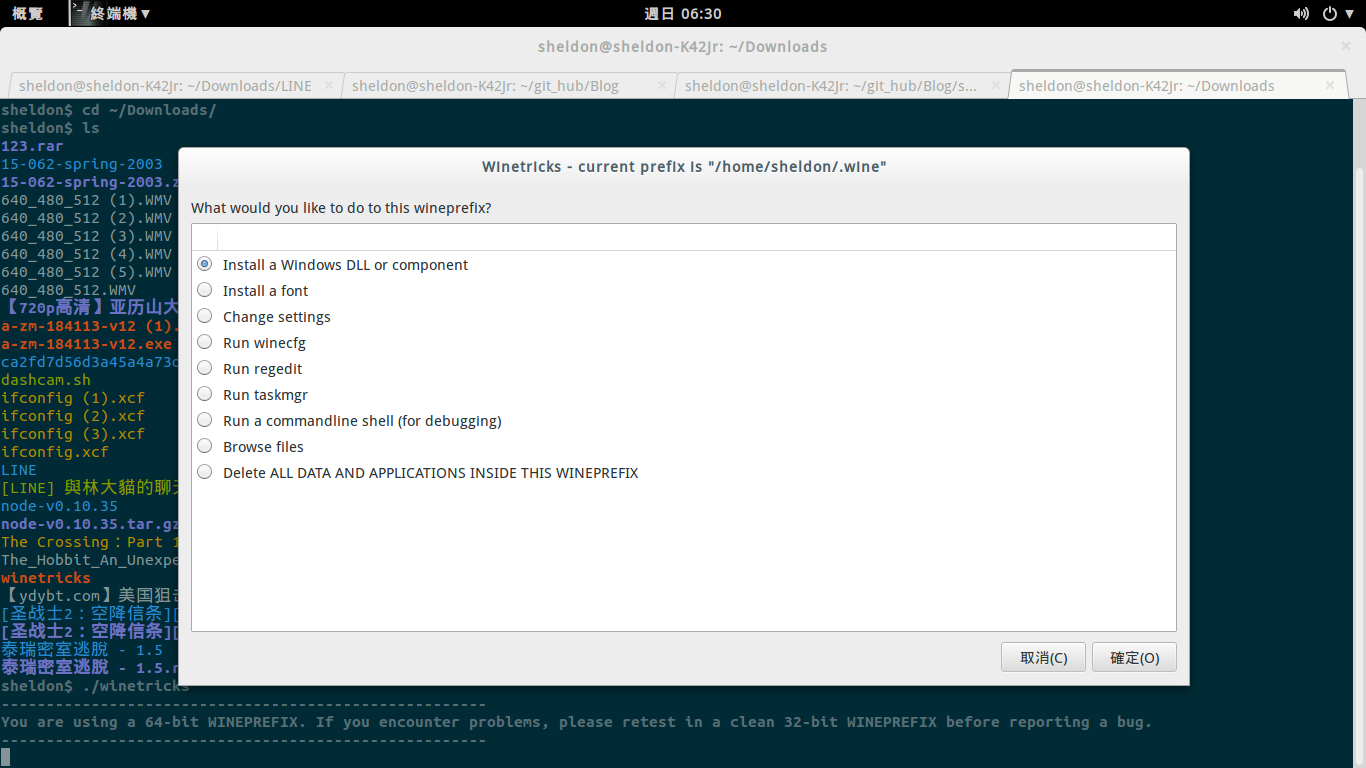 概覽 >_ 終端機 ▾ 週日 06:30
sheldon@sheldon-K42Jr: ~/Downloads
sheldon@sheldon-K42Jr: ~/Downloads/LINE
sheldon@sheldon-K42Jr: ~/git_hub/Blog
sheldon@sheldon-K42Jr: ~/git_hub/Blog/s...
sheldon@sheldon-K42Jr: ~/Downloads
sheldon$ cd ~/Downloads/
sheldon$ ls
123.rar
15-062-spring-2003
15-062-spring-2003.z
640_480_512 (1).WMV
640_480_512 (2).WMV
640_480_512 (3).WMV
640_480_512 (4).WMV
640_480_512 (5).WMV
640_480_512.WMV
【720p高清】亚历山大
a-zm-184113-v12 (1).
a-zm-184113-v12.exe
ca2fd7d56d3a45a4a73c
dashcam.sh
ifconfig (1).xcf
ifconfig (2).xcf
ifconfig (3).xcf
ifconfig.xcf
LINE
[LINE] 與林大貓的聊天
node-v0.10.35
node-v0.10.35.tar.gz
The Crossing：Part 1
The_Hobbit_An_Unexpe
winetricks
【ydybt.com】美国狙击
[圣战士2：空降信条][
[圣战士2：空降信条][
泰瑞密室逃脫 - 1.5
泰瑞密室逃脫 - 1.5.r
sheldon$ ./winetricks
------------------------------------------------------
You are using a 64-bit WINEPREFIX. If you encounter problems, please retest in a clean 32-bit WINEPREFIX before reporting a bug.
------------------------------------------------------
Winetricks - current prefix is "/home/sheldon/.wine"
What would you like to do to this wineprefix?
Install a Windows DLL or component
Install a font
Change settings
Run winecfg
Run regedit
Run taskmgr
Run a commandline shell (for debugging)
Browse files
Delete ALL DATA AND APPLICATIONS INSIDE THIS WINEPREFIX
取消(C) 確定(O)